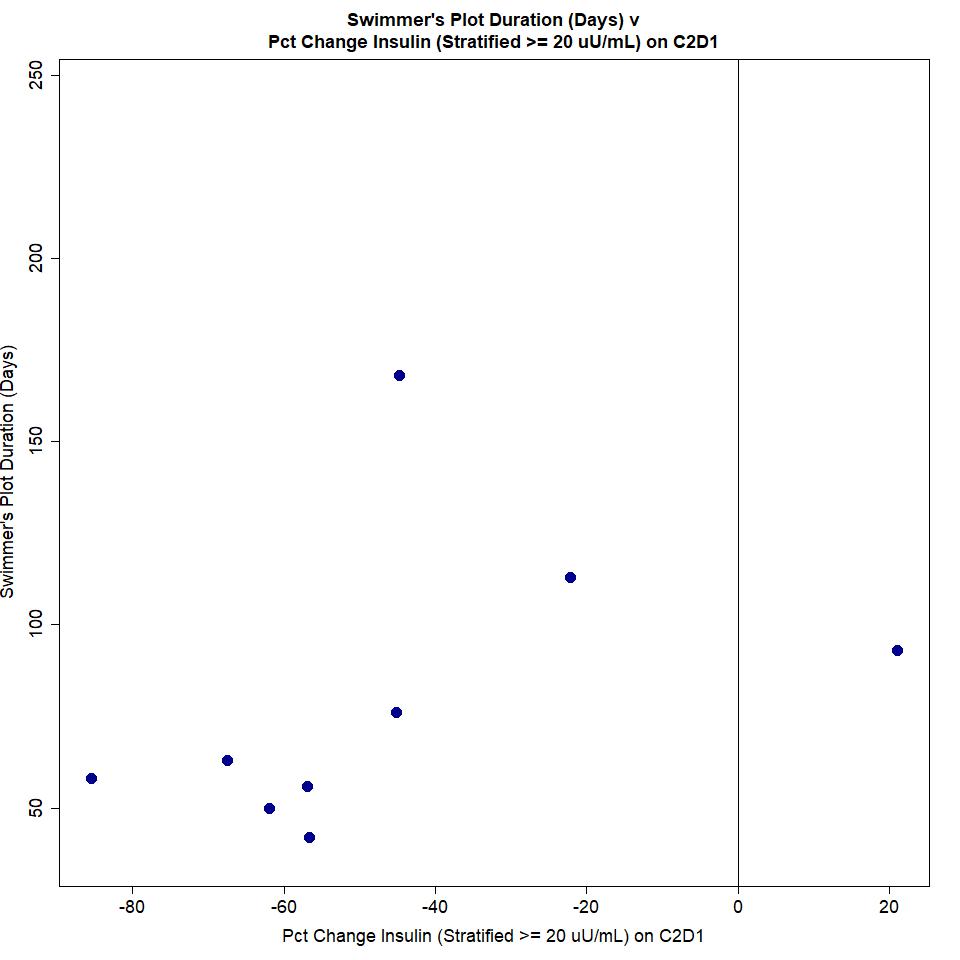 Swimmer's Plot Duration (Days) v
Pct Change Insulin (Stratified >= 20 uU/mL) on C2D1
250
200
150
100
50
Swimmer's Plot Duration (Days)
-80 -60 -40 -20 0 20
Pct Change Insulin (Stratified >= 20 uU/mL) on C2D1